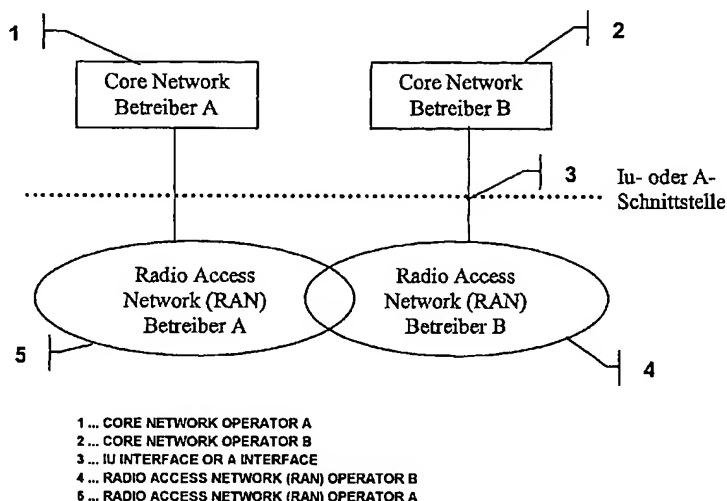 1
2
Core Network
Betreiber A
Core Network
Betreiber B
3
Iu- oder A-
Schnittstelle
Radio Access
Network (RAN)
Betreiber A
Radio Access
Network (RAN)
Betreiber B
5
4
1 ... CORE NETWORK OPERATOR A
2 ... CORE NETWORK OPERATOR B
3 ... IU INTERFACE OR A INTERFACE
4 ... RADIO ACCESS NETWORK (RAN) OPERATOR B
5 ... RADIO ACCESS NETWORK (RAN) OPERATOR A